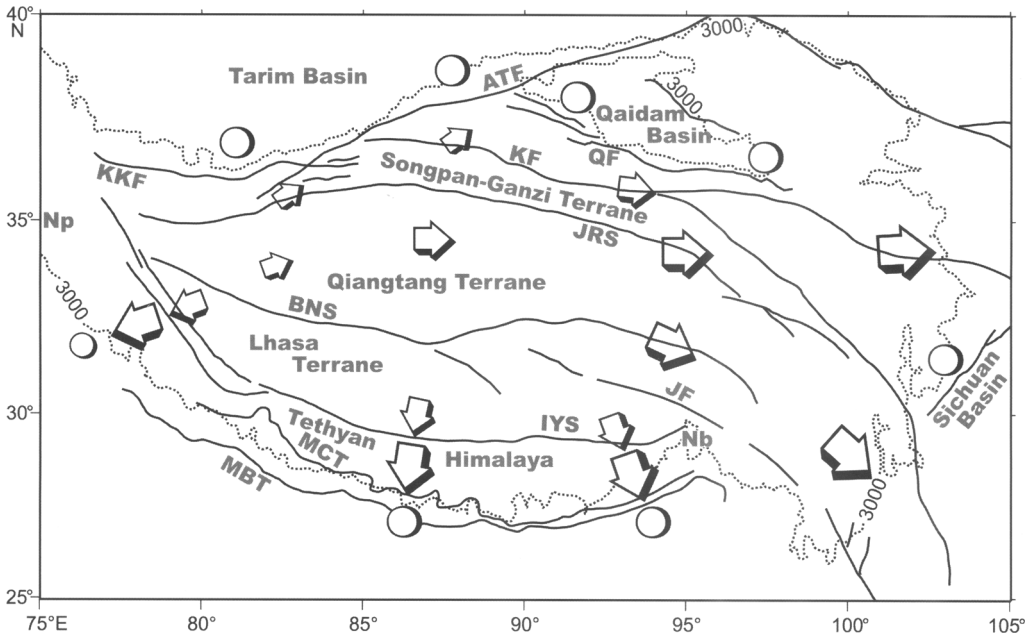 40°
N
3000
Tarim Basin
ATF
3000
Qaidam
Basin
KF
QF
KKF
Songpan-Ganzi Terrane
35°
Np
JRS
Qiangtang Terrane
3000
BNS
Lhasa
Terrane
Sichuan
Basin
JF
30°
Tethyan
IYS
Nb
MCT
Himalaya
MBT
3000
25°
75°E
80°
85°
90°
95°
100°
105°